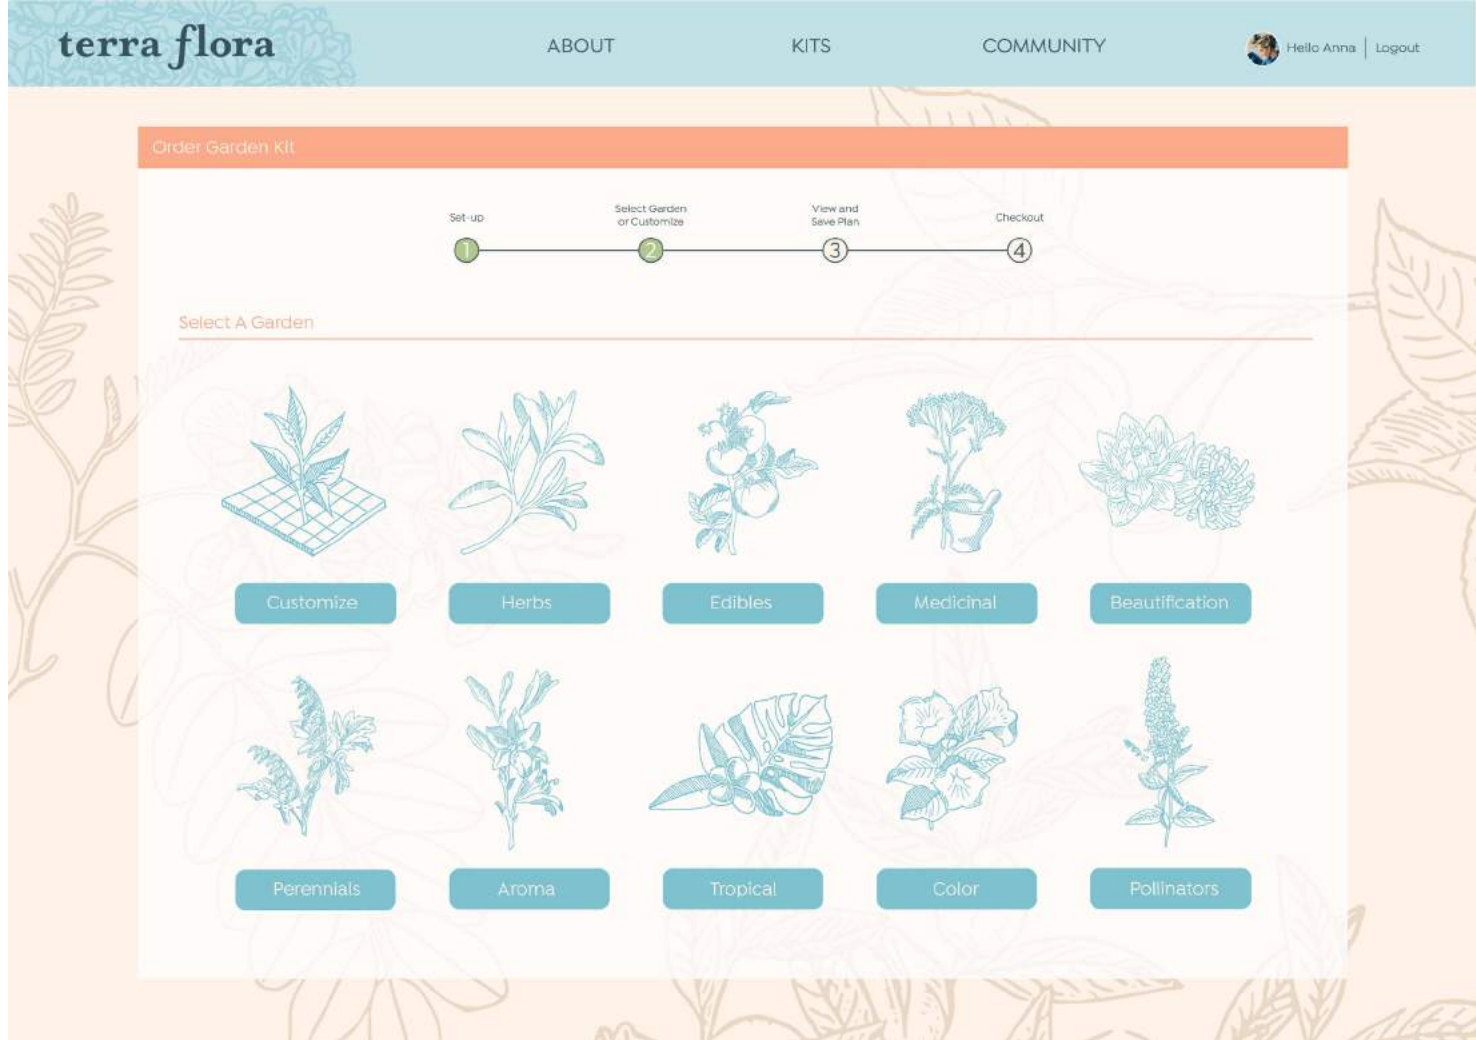 terra flora
ABOUT
KITS
COMMUNITY
Hello Anna | Logout
Order Garden Kit
Set-up
Select Garden
or Customize
View and
Save Plan
Checkout
1
2
3
4
Select A Garden
Customize
Herbs
Edibles
Medicinal
Beautification
Perennials
Aroma
Tropical
Color
Pollinators